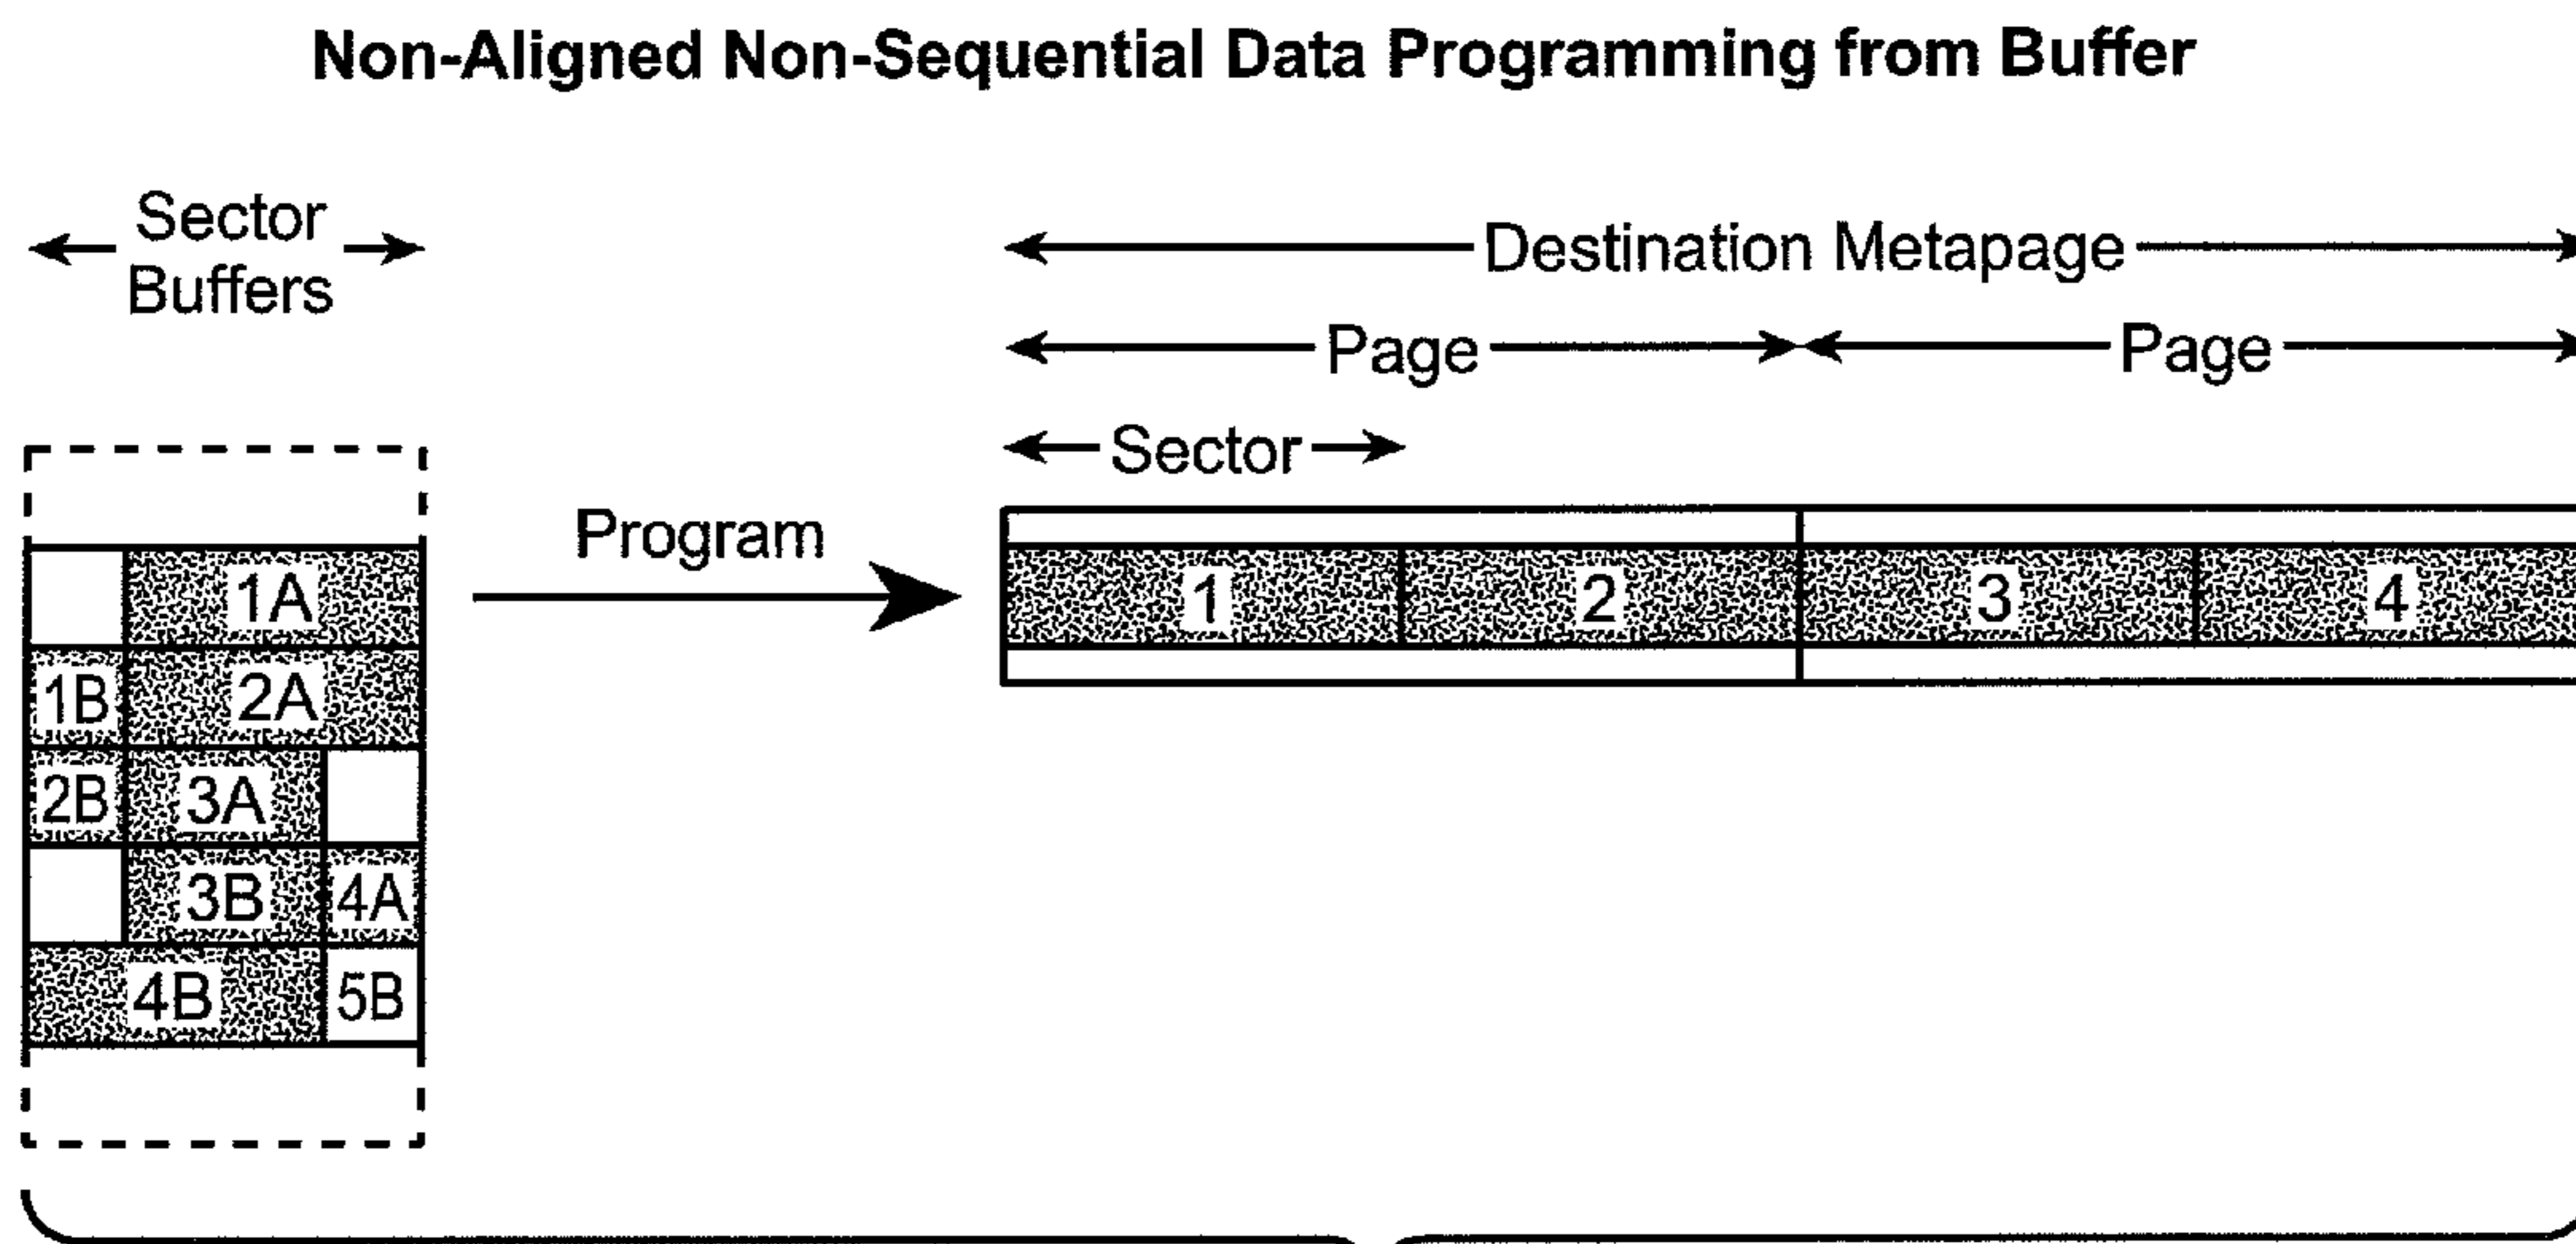 Non-Aligned Non-Sequential Data Programming from Buffer
Sector
Buffers
Destination Metapage
Page
Page
Sector
Program
1A
1B
2A
2B
3A
3B
4A
4B
5B
1
2
3
4